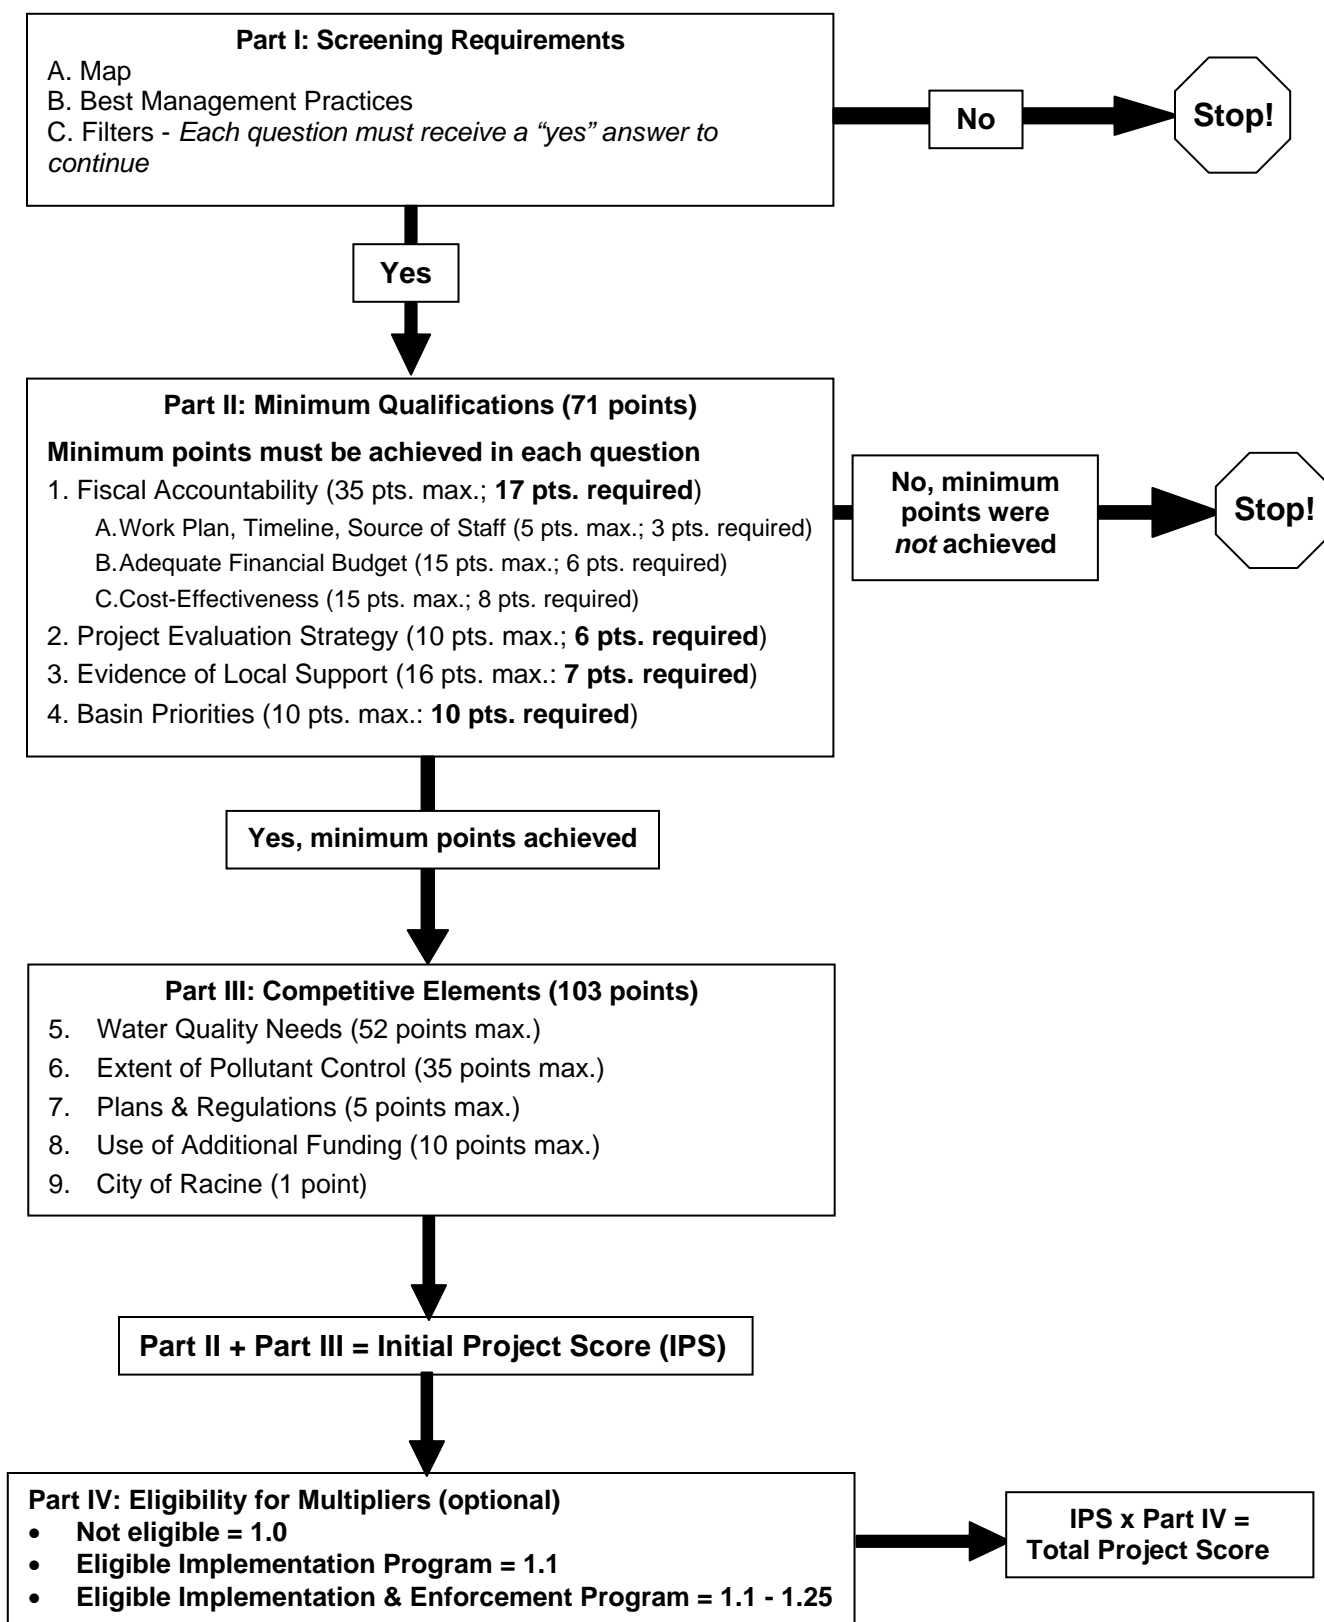 Part I: Screening Requirements
A. Map
B. Best Management Practices
C. Filters - Each question must receive a “yes” answer to
continue
No
Stop!
Yes
Part II: Minimum Qualifications (71 points)
Minimum points must be achieved in each question
1. Fiscal Accountability (35 pts. max.; 17 pts. required)
A.Work Plan, Timeline, Source of Staff (5 pts. max.; 3 pts. required)
B.Adequate Financial Budget (15 pts. max.; 6 pts. required)
C.Cost-Effectiveness (15 pts. max.; 8 pts. required)
2. Project Evaluation Strategy (10 pts. max.; 6 pts. required)
3. Evidence of Local Support (16 pts. max.: 7 pts. required)
4. Basin Priorities (10 pts. max.: 10 pts. required)
No, minimum
points were
not achieved
Stop!
Yes, minimum points achieved
Part III: Competitive Elements (103 points)
5. Water Quality Needs (52 points max.)
6. Extent of Pollutant Control (35 points max.)
7. Plans & Regulations (5 points max.)
8. Use of Additional Funding (10 points max.)
9. City of Racine (1 point)
Part II + Part III = Initial Project Score (IPS)
Part IV: Eligibility for Multipliers (optional)
• Not eligible = 1.0
• Eligible Implementation Program = 1.1
• Eligible Implementation & Enforcement Program = 1.1 - 1.25
IPS x Part IV =
Total Project Score